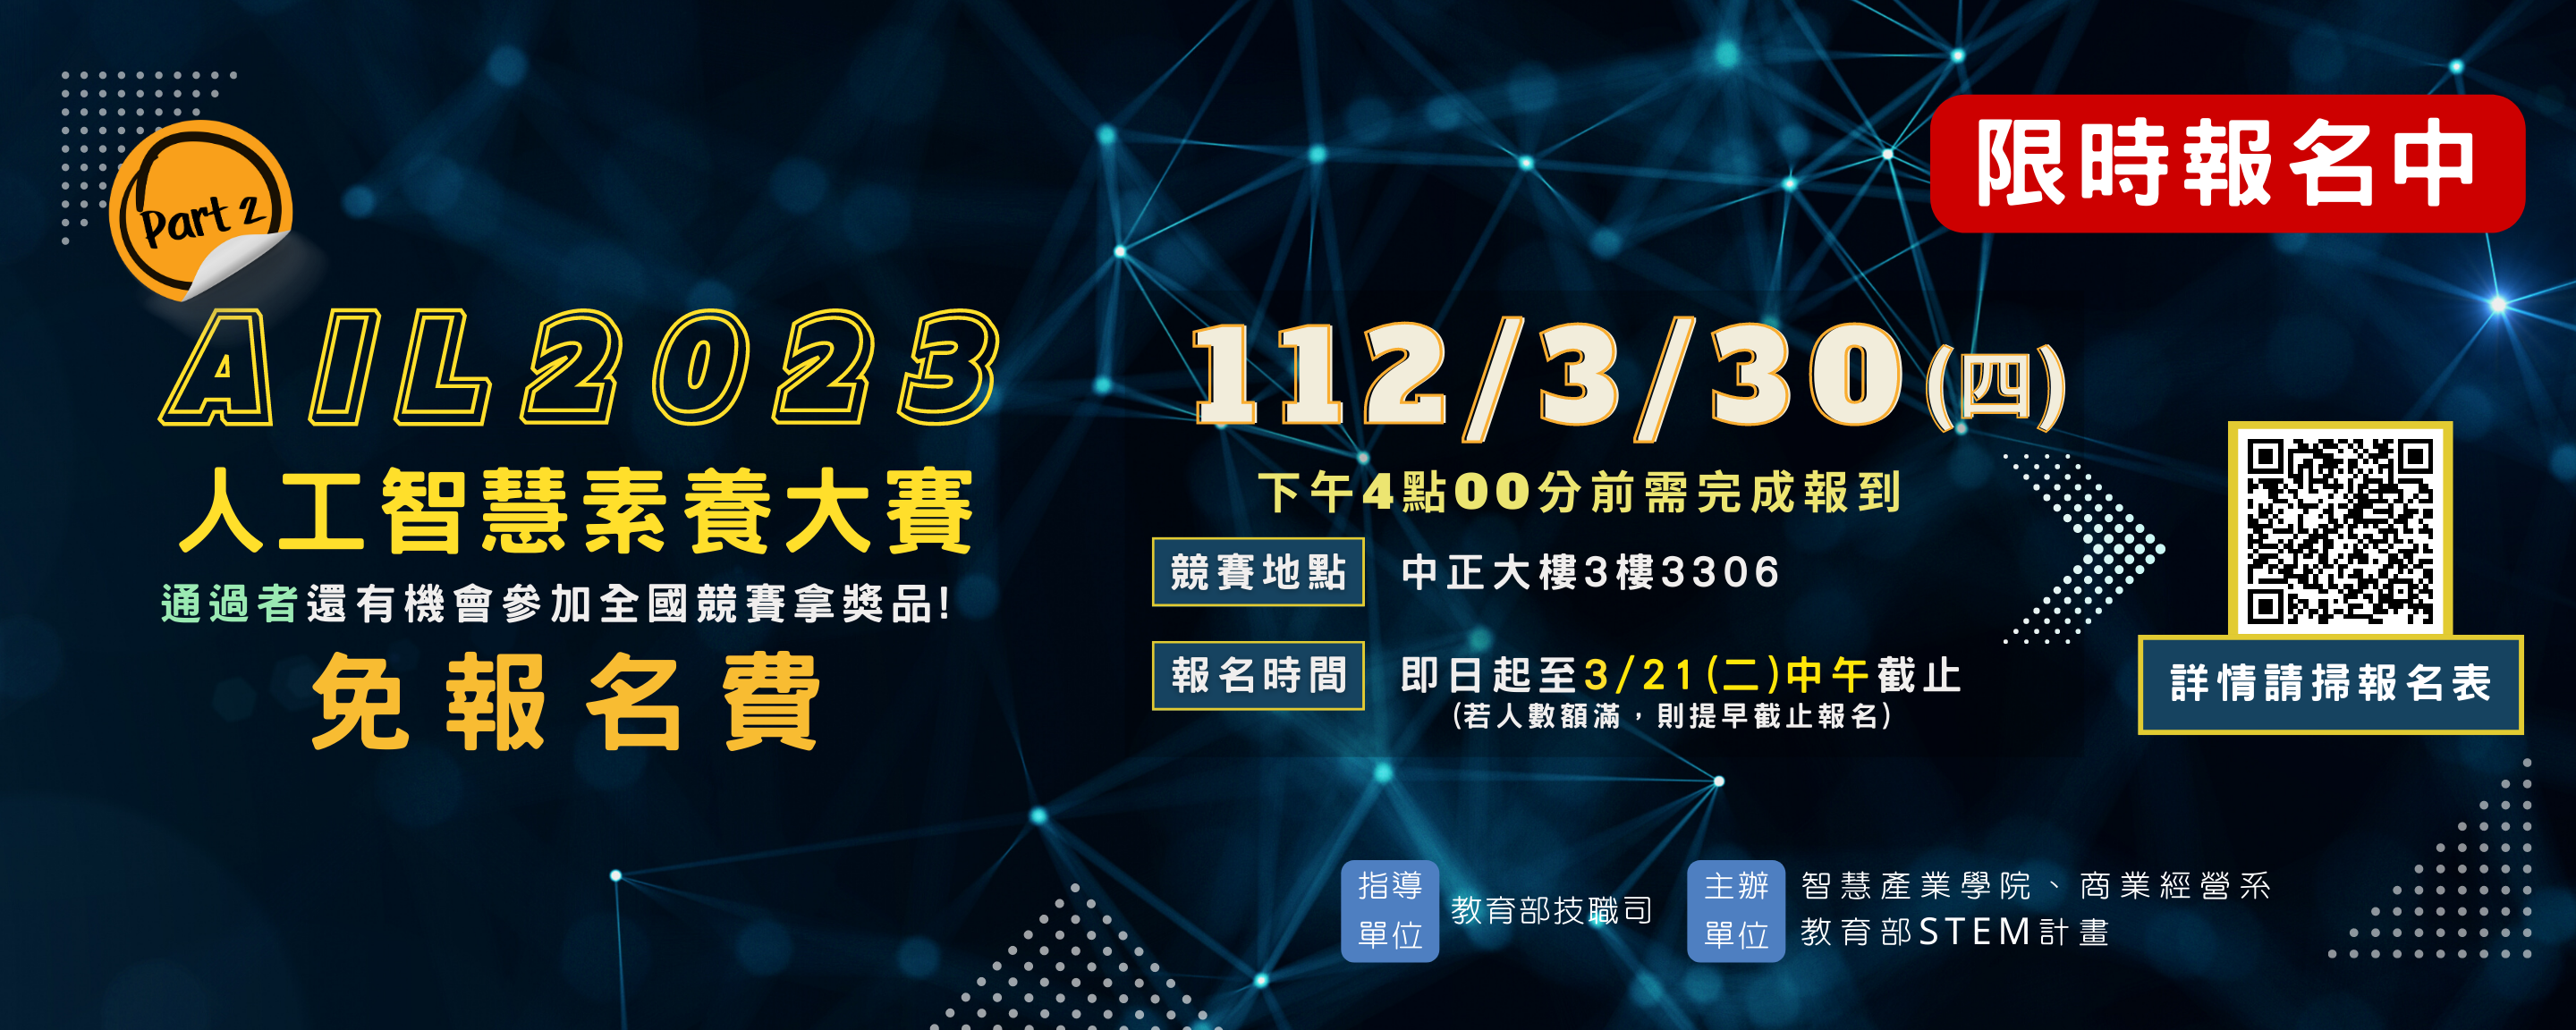 限時報名中
Part 2
AIL2023
人工智慧素養大賽
通過者還有機會參加全國競賽拿獎品!
免報名費
112/3/30(四)
下午4點00分前需完成報到
競賽地點 中正大樓3樓3306
報名時間 即日起至3/21(二)中午截止
(若人數額滿,則提早截止報名)
詳情請掃報名表
指導單位 教育部技職司
主辦單位 智慧產業學院、商業經營系
教育部STEM計畫